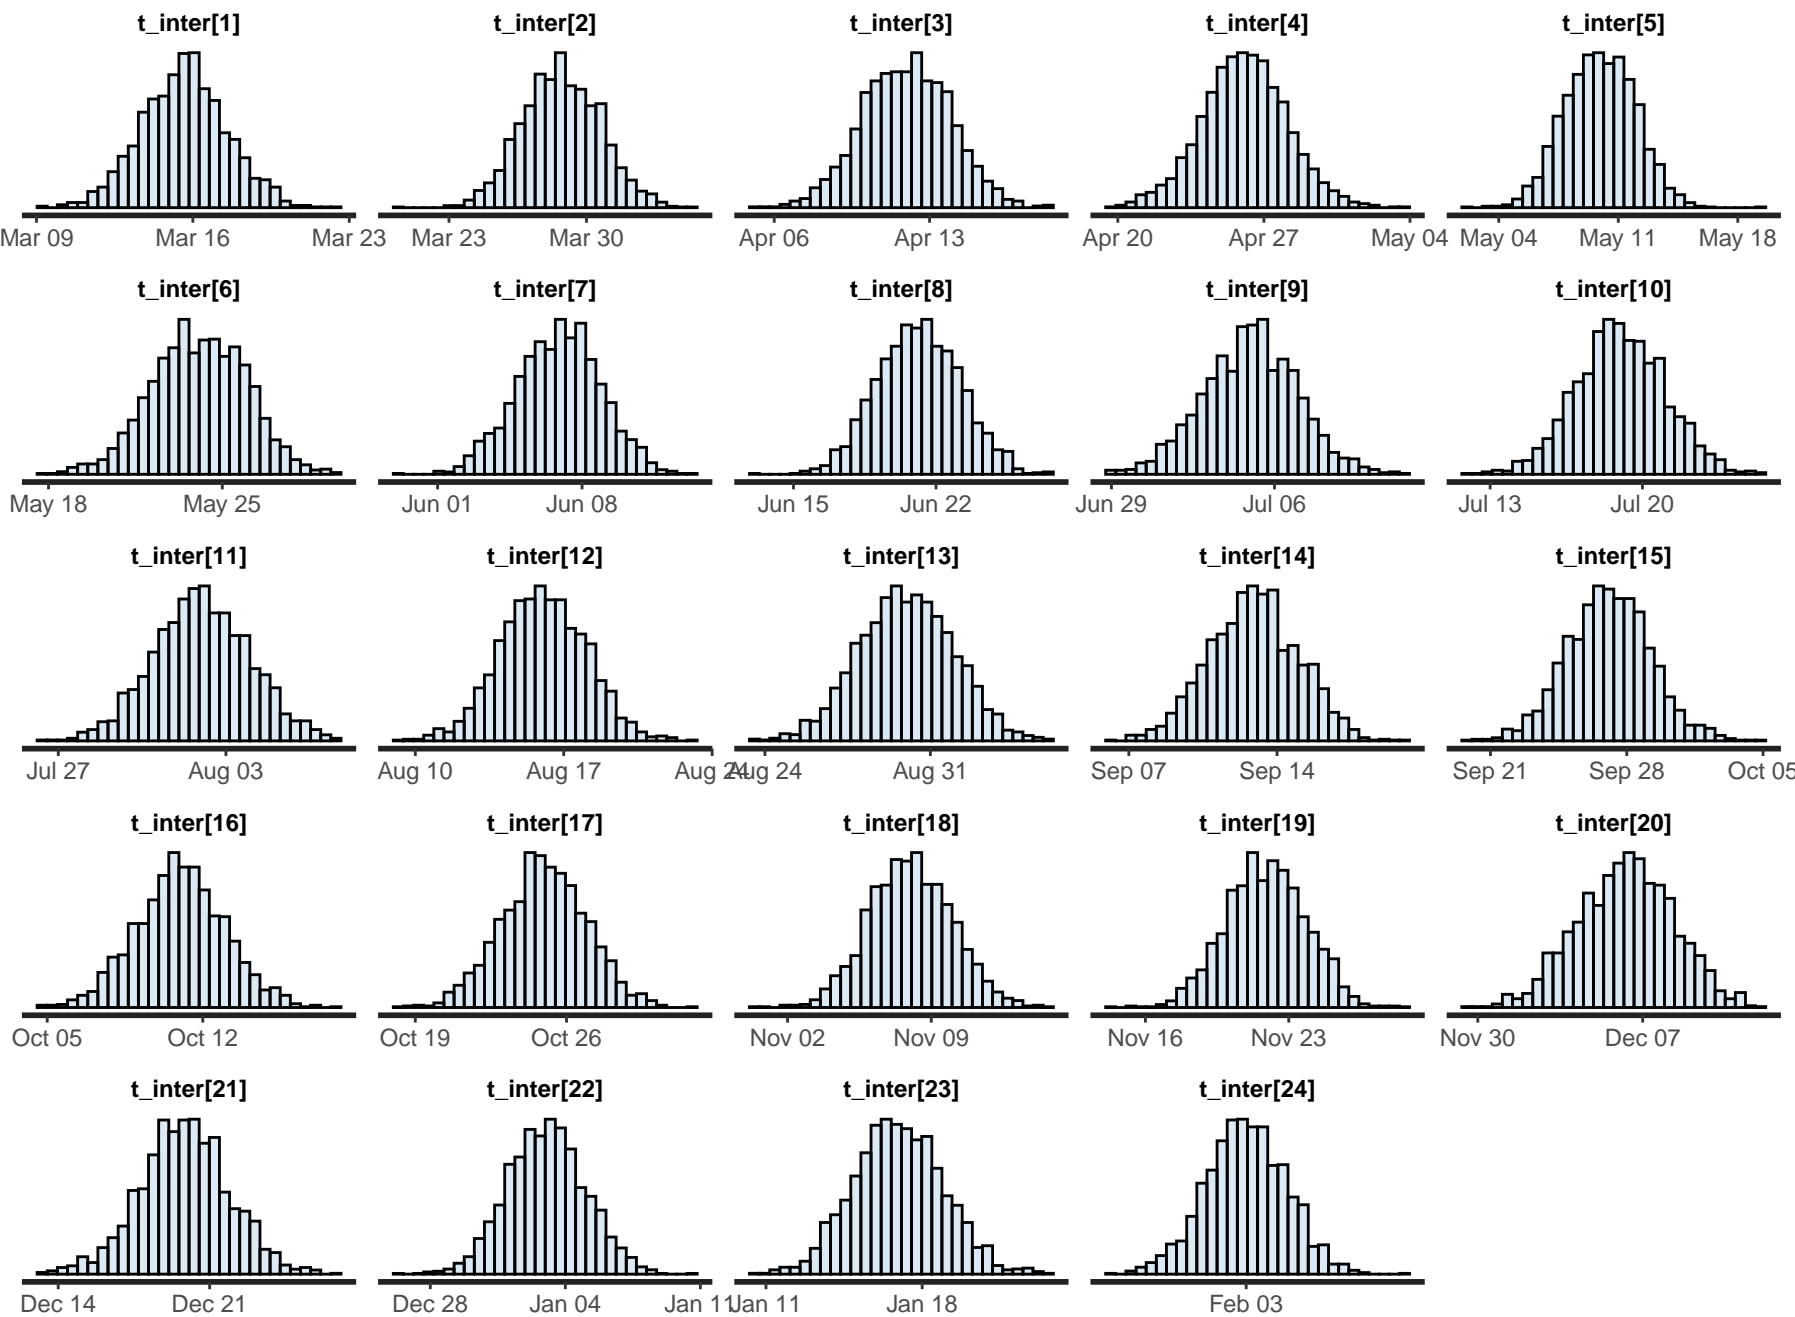 t_inter[1] t_inter[2] t_inter[3] t_inter[4] t_inter[5]
Mar 09 Mar 16 Mar 23 Mar 23 Mar 30 Apr 06 Apr 13 Apr 20 Apr 27 May 04 May 04 May 11 May 18
t_inter[6] t_inter[7] t_inter[8] t_inter[9] t_inter[10]
May 18 May 25 Jun 01 Jun 08 Jun 15 Jun 22 Jun 29 Jul 06 Jul 13 Jul 20
t_inter[11] t_inter[12] t_inter[13] t_inter[14] t_inter[15]
Jul 27 Aug 03 Aug 10 Aug 17 Aug 24 Aug 24 Aug 31 Sep 07 Sep 14 Sep 21 Sep 28 Oct 05
t_inter[16] t_inter[17] t_inter[18] t_inter[19] t_inter[20]
Oct 05 Oct 12 Oct 19 Oct 26 Nov 02 Nov 09 Nov 16 Nov 23 Nov 30 Dec 07
t_inter[21] t_inter[22] t_inter[23] t_inter[24]
Dec 14 Dec 21 Dec 28 Jan 04 Jan 11 Jan 11 Jan 18 Feb 03